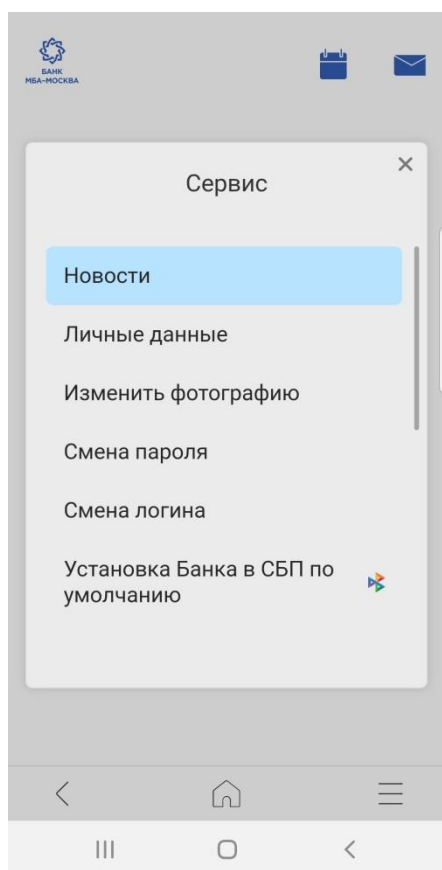 БАНК
МБА-МОСКВА
Сервис
Новости
Личные данные
Изменить фотографию
Смена пароля
Смена логина
Установка Банка в СБП по
умолчанию